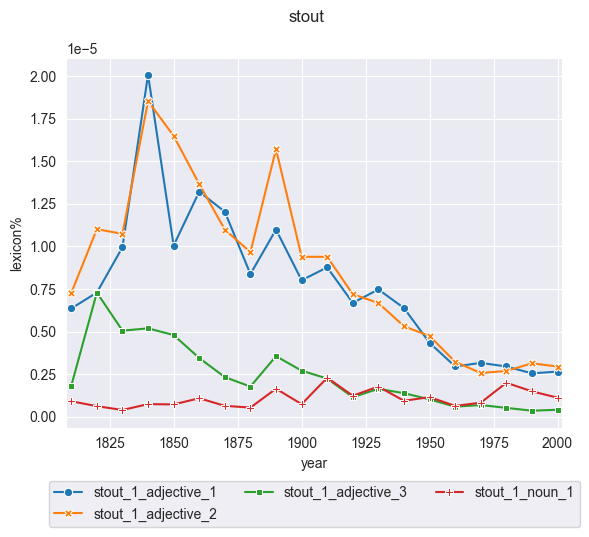 stout
1e−5
2.00
1.75
1.50
1.25
1.00
0.75
0.50
0.25
0.00
lexicon%
1825 1850 1875 1900 1925 1950 1975 2000
year
stout_1_adjective_1 stout_1_adjective_3 stout_1_noun_1
stout_1_adjective_2